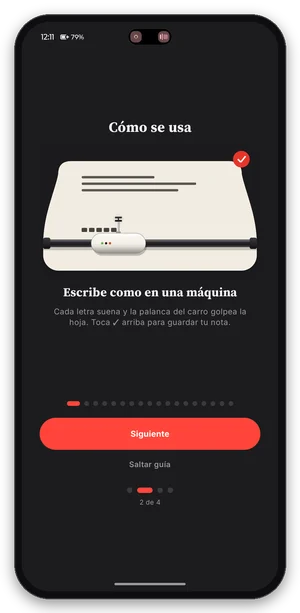 12:11 79%
Cómo se usa
Escribe como en una máquina
Cada letra suena y la palanca del carro golpea la
hoja. Toca ✓ arriba para guardar tu nota.
Siguiente
Saltar guía
2 de 4